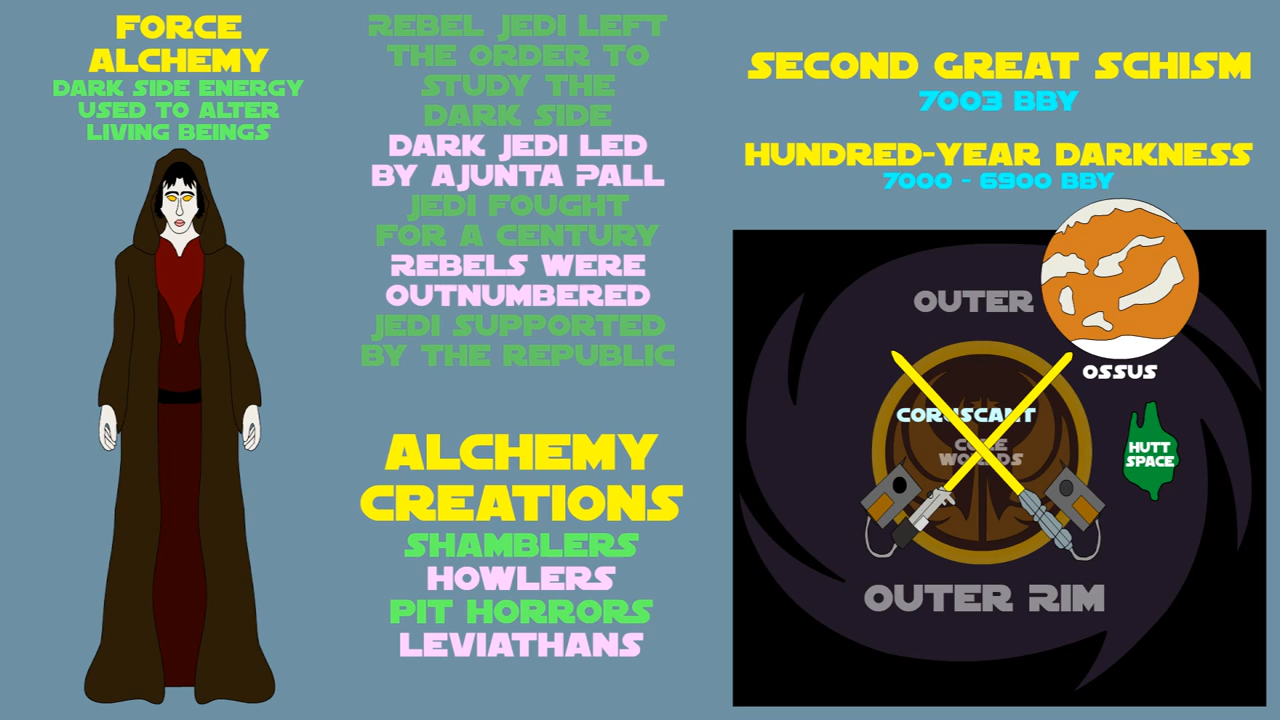 FORCE
ALCHEMY
DARK SIDE ENERGY
USED TO ALTER
LIVING BEINGS
REBEL JEDI LEFT
THE ORDER TO
STUDY THE
DARK SIDE
DARK JEDI LED
BY AJUNTA PALL
JEDI FOUGHT
FOR A CENTURY
REBELS WERE
OUTNUMBERED
JEDI SUPPORTED
BY THE REPUBLIC
ALCHEMY
CREATIONS
SHAMBLERS
HOWLERS
PIT HORRORS
LEVIATHANS
SECOND GREAT SCHISM
7003 BBY
HUNDRED-YEAR DARKNESS
7000 - 6900 BBY
OUTER
OSSUS
CORUSCANT
CORE
WORLDS
HUTT
SPACE
OUTER RIM